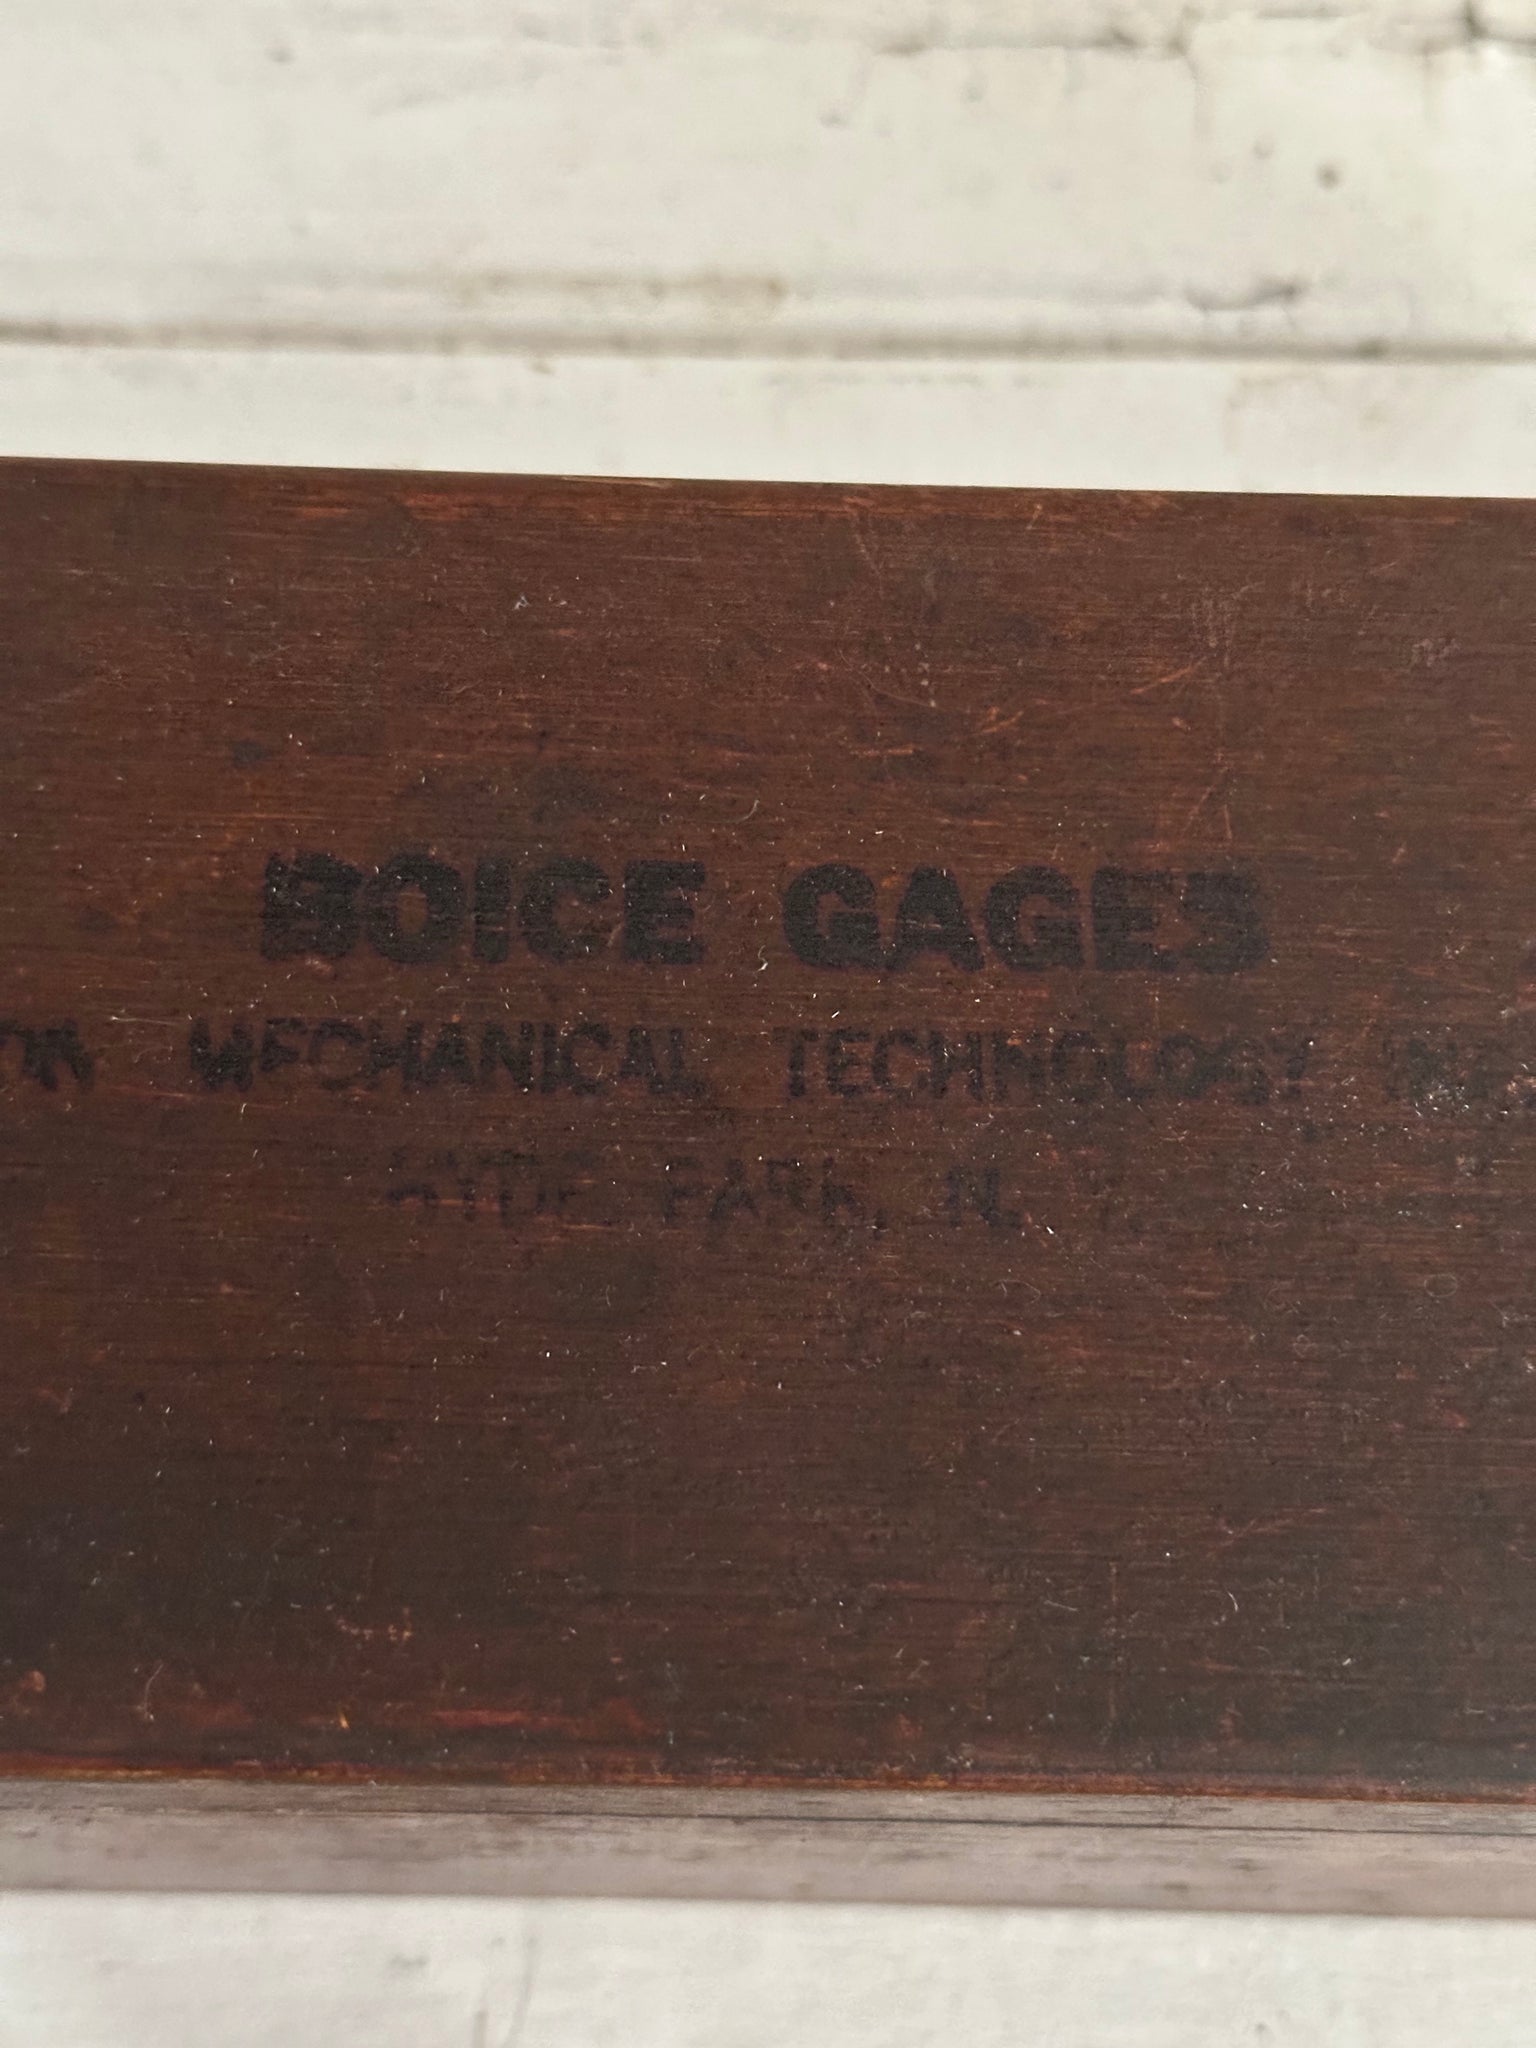 BOICE GAGES
MECHANICAL TECHNOLOGY
HYDE PARK, N.